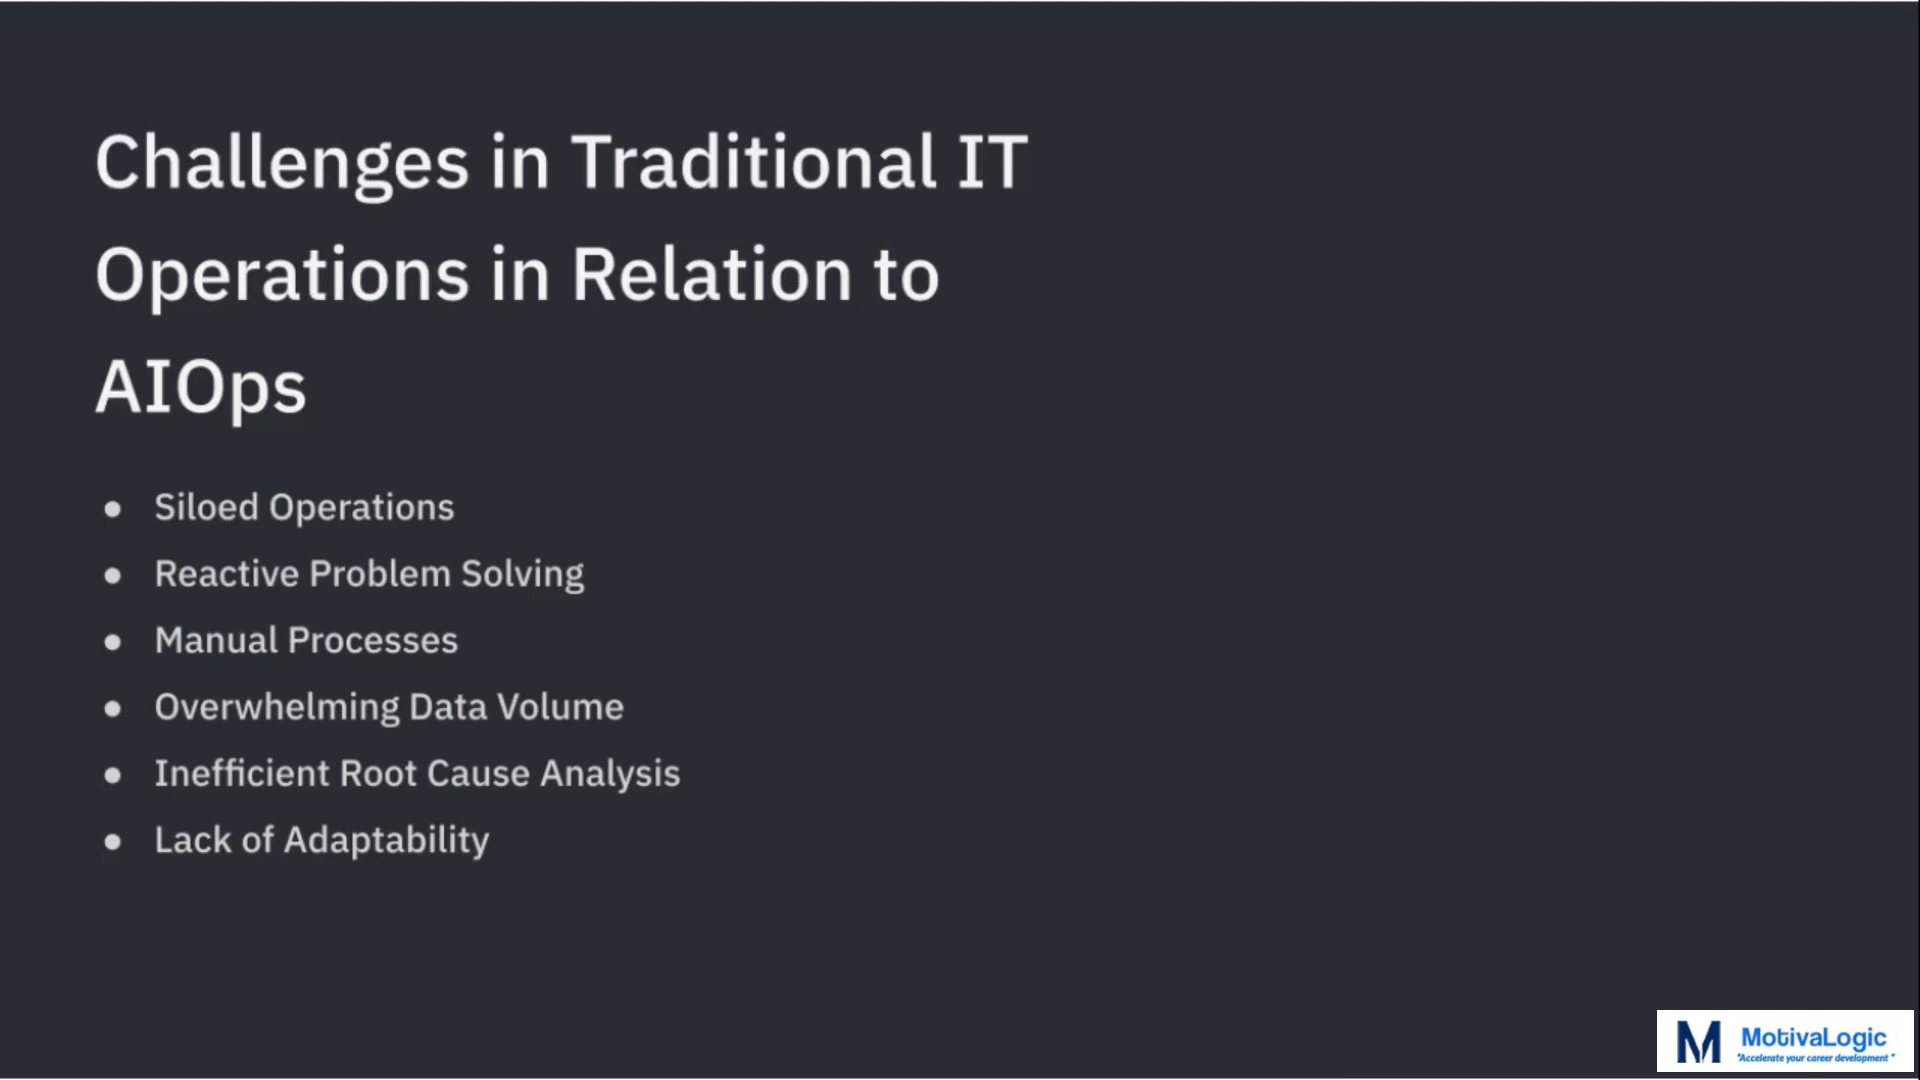 Challenges in Traditional IT
Operations in Relation to
AIOps
● Siloed Operations
● Reactive Problem Solving
● Manual Processes
● Overwhelming Data Volume
● Inefficient Root Cause Analysis
● Lack of Adaptability
M MotivaLogic
"Accelerate your career development"